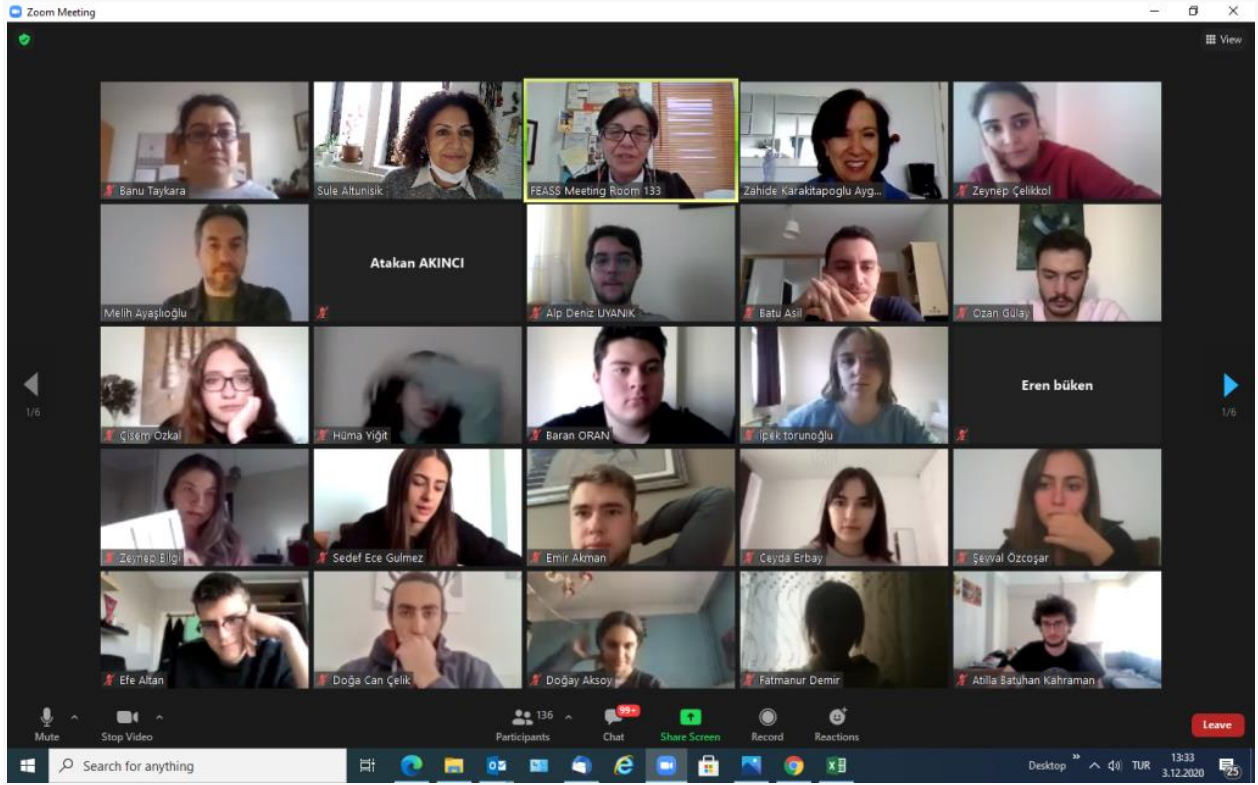 Zoom Meeting
View
Banu Taykara
Sule Altunisik
FEASS Meeting Room 133
Zahide Karakitapoglu Ayg...
Zeynep Çelikkol
Melih Ayaşlıoğlu
Atakan AKINCI
Alp Deniz UYANIK
Batu Asil
Ozan Gülay
Çisem Özkal
Hüma Yiğit
Baran ORAN
ipek torunoğlu
Eren büken
1/6
1/6
Zeynep Bilgi
Sedef Ece Gulmez
Emir Akman
Ceyda Erbay
Şevval Özcoşar
Efe Altan
Doğa Can Çelik
Doğay Aksoy
Fatmanur Demir
Atilla Batuhan Kahraman
Mute
Stop Video
136
Participants
99+
Chat
Share Screen
Record
Reactions
Leave
Search for anything
Desktop
TUR
13:33
3.12.2020
25